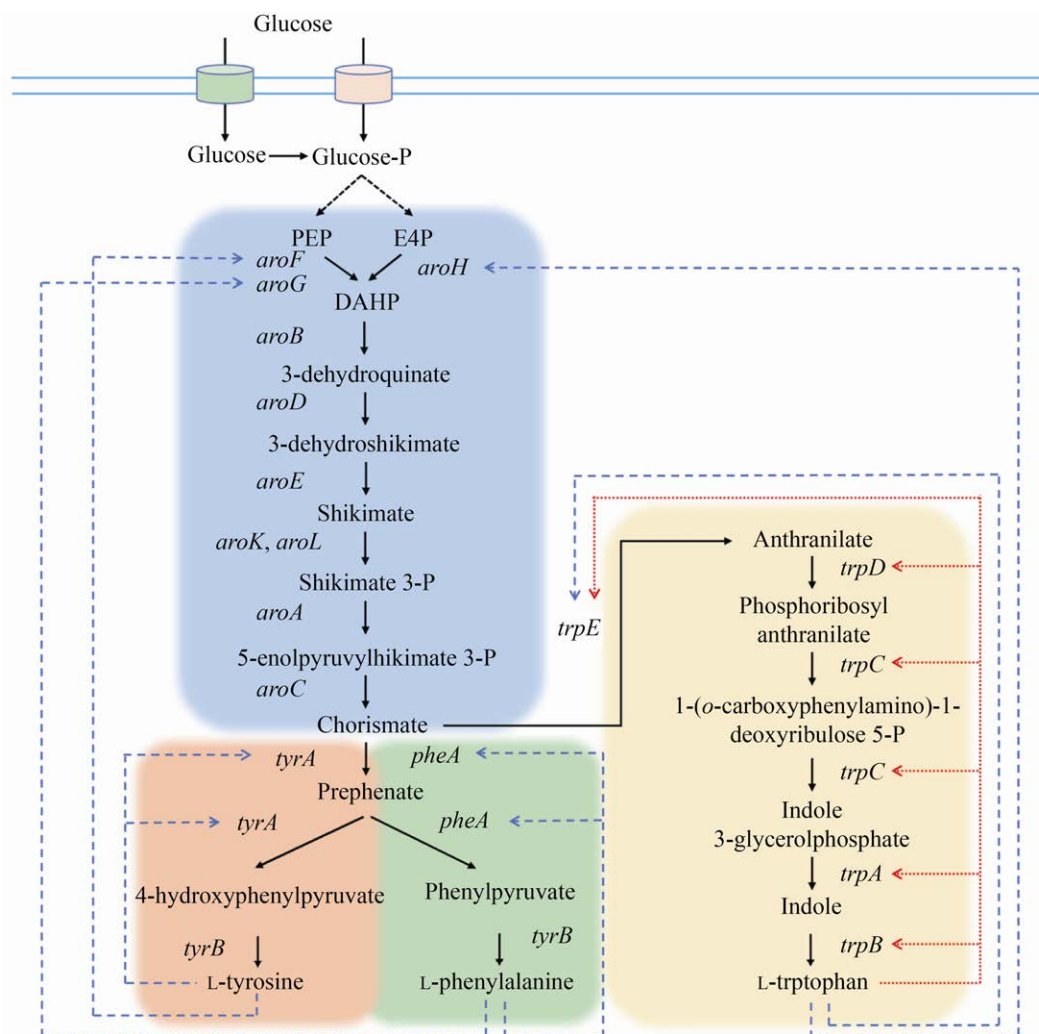 Glucose
Glucose
Glucose-P
PEP
E4P
aroF
aroH
aroG
DAHP
aroB
3-dehydroquinate
aroD
3-dehydroshikimate
aroE
Shikimate
aroK, aroL
Shikimate 3-P
aroA
5-enolpyruvylhikimate 3-P
aroC
Chorismate
tyrA
pheA
Prephenate
tyrA
pheA
4-hydroxyphenylpyruvate
Phenylpyruvate
tyrB
tyrB
L-tyrosine
L-phenylalanine
trpE
Anthranilate
trpD
Phosphoribosyl
anthranilate
trpC
1-(o-carboxyphenylamino)-1-
deoxyribulose 5-P
trpC
Indole
3-glycerolphosphate
trpA
Indole
trpB
L-trptophan